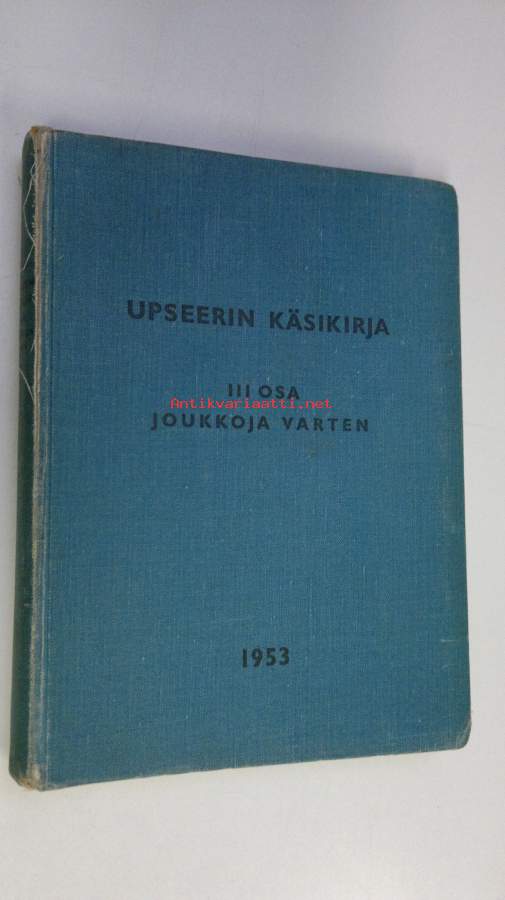 UPSEERIN KÄSIKIRJA
III OSA
Antikvariaatti.net
JOUKKOJA VARTEN
1953